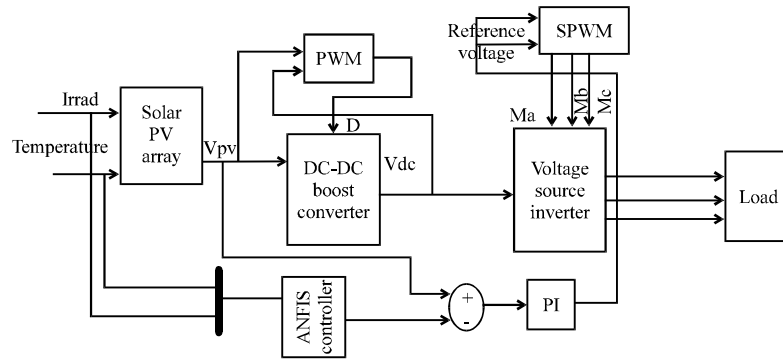 Reference
voltage
SPWM
PWM
Irrad
Solar
PV
array
Temperature
Vpv
D
DC-DC
boost
converter
Vdc
Ma
Mb
Mc
Voltage
source
inverter
Load
ANFIS
controller
+
-
PI